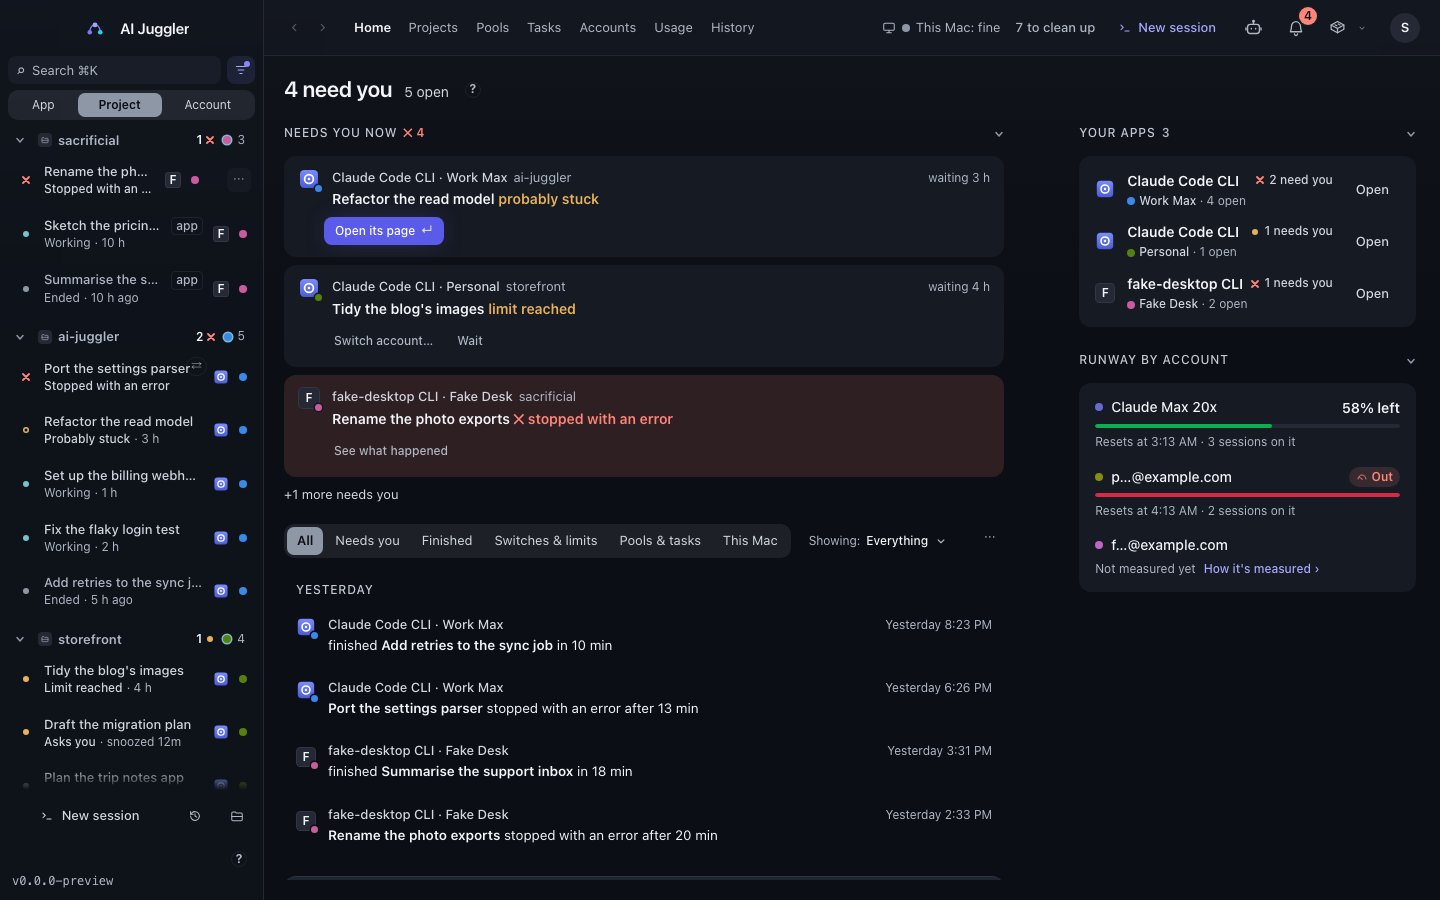 AI Juggler
Search ⌘K
App Project Account
sacrificial 1 3
Rename the ph... F
Stopped with an ...
Sketch the pricin... app F
Working · 10 h
Summarise the s... app F
Ended · 10 h ago
ai-juggler 2 5
Port the settings parser
Stopped with an error
Refactor the read model
Probably stuck · 3 h
Set up the billing webh...
Working · 1 h
Fix the flaky login test
Working · 2 h
Add retries to the sync j...
Ended · 5 h ago
storefront 1 4
Tidy the blog's images
Limit reached · 4 h
Draft the migration plan
Asks you · snoozed 12m
Plan the trip notes app
New session
?
v0.0.0-preview
Home Projects Pools Tasks Accounts Usage History
This Mac: fine 7 to clean up New session 4 S
4 need you 5 open ?
NEEDS YOU NOW 4
Claude Code CLI · Work Max ai-juggler waiting 3 h
Refactor the read model probably stuck
Open its page ↵
Claude Code CLI · Personal storefront waiting 4 h
Tidy the blog's images limit reached
Switch account... Wait
F fake-desktop CLI · Fake Desk sacrificial
Rename the photo exports stopped with an error
See what happened
+1 more needs you
All Needs you Finished Switches & limits Pools & tasks This Mac Showing: Everything ...
YESTERDAY
Claude Code CLI · Work Max Yesterday 8:23 PM
finished Add retries to the sync job in 10 min
Claude Code CLI · Work Max Yesterday 6:26 PM
Port the settings parser stopped with an error after 13 min
F fake-desktop CLI · Fake Desk Yesterday 3:31 PM
finished Summarise the support inbox in 18 min
F fake-desktop CLI · Fake Desk Yesterday 2:33 PM
Rename the photo exports stopped with an error after 20 min
YOUR APPS 3
Claude Code CLI 2 need you Open
Work Max · 4 open
Claude Code CLI 1 needs you Open
Personal · 1 open
F fake-desktop CLI 1 needs you Open
Fake Desk · 2 open
RUNWAY BY ACCOUNT
Claude Max 20x 58% left
Resets at 3:13 AM · 3 sessions on it
p...@example.com Out
Resets at 4:13 AM · 2 sessions on it
f...@example.com
Not measured yet How it's measured ›